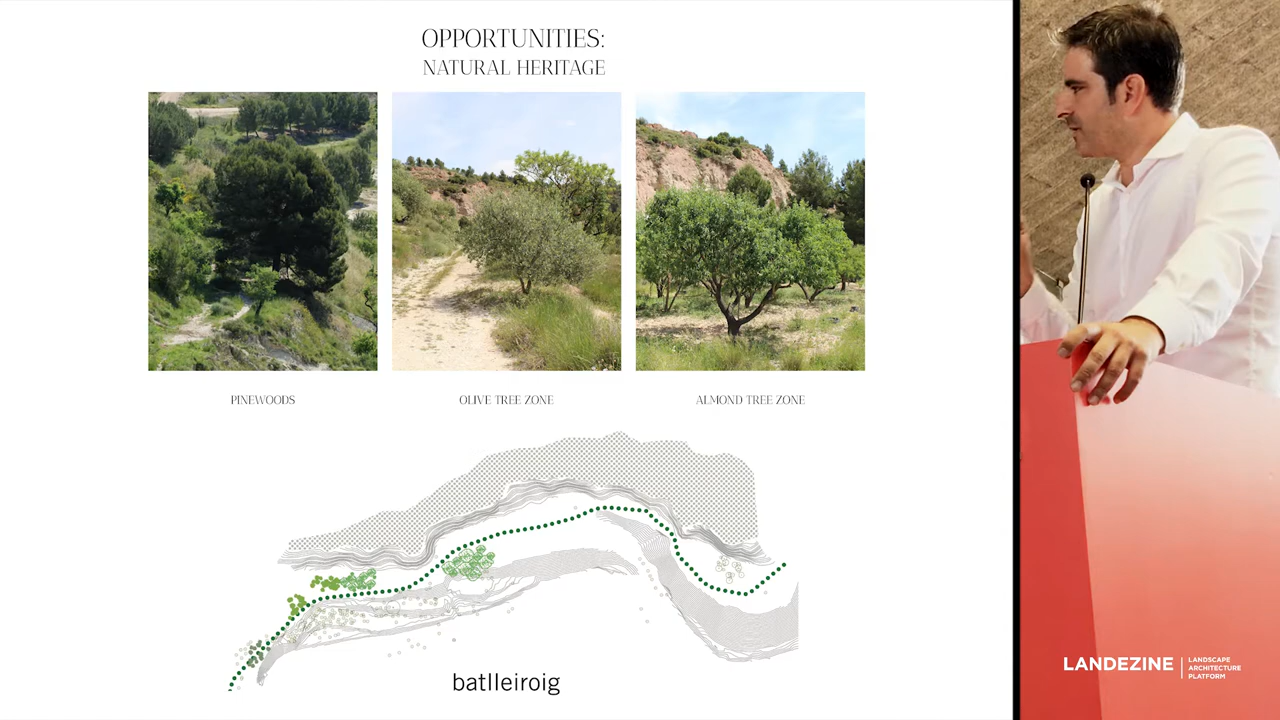 OPPORTUNITIES:
NATURAL HERITAGE
PINEWOODS
OLIVE TREE ZONE
ALMOND TREE ZONE
batlleiroig
LANDEZINE
LANDSCAPE
ARCHITECTURE
PLATFORM